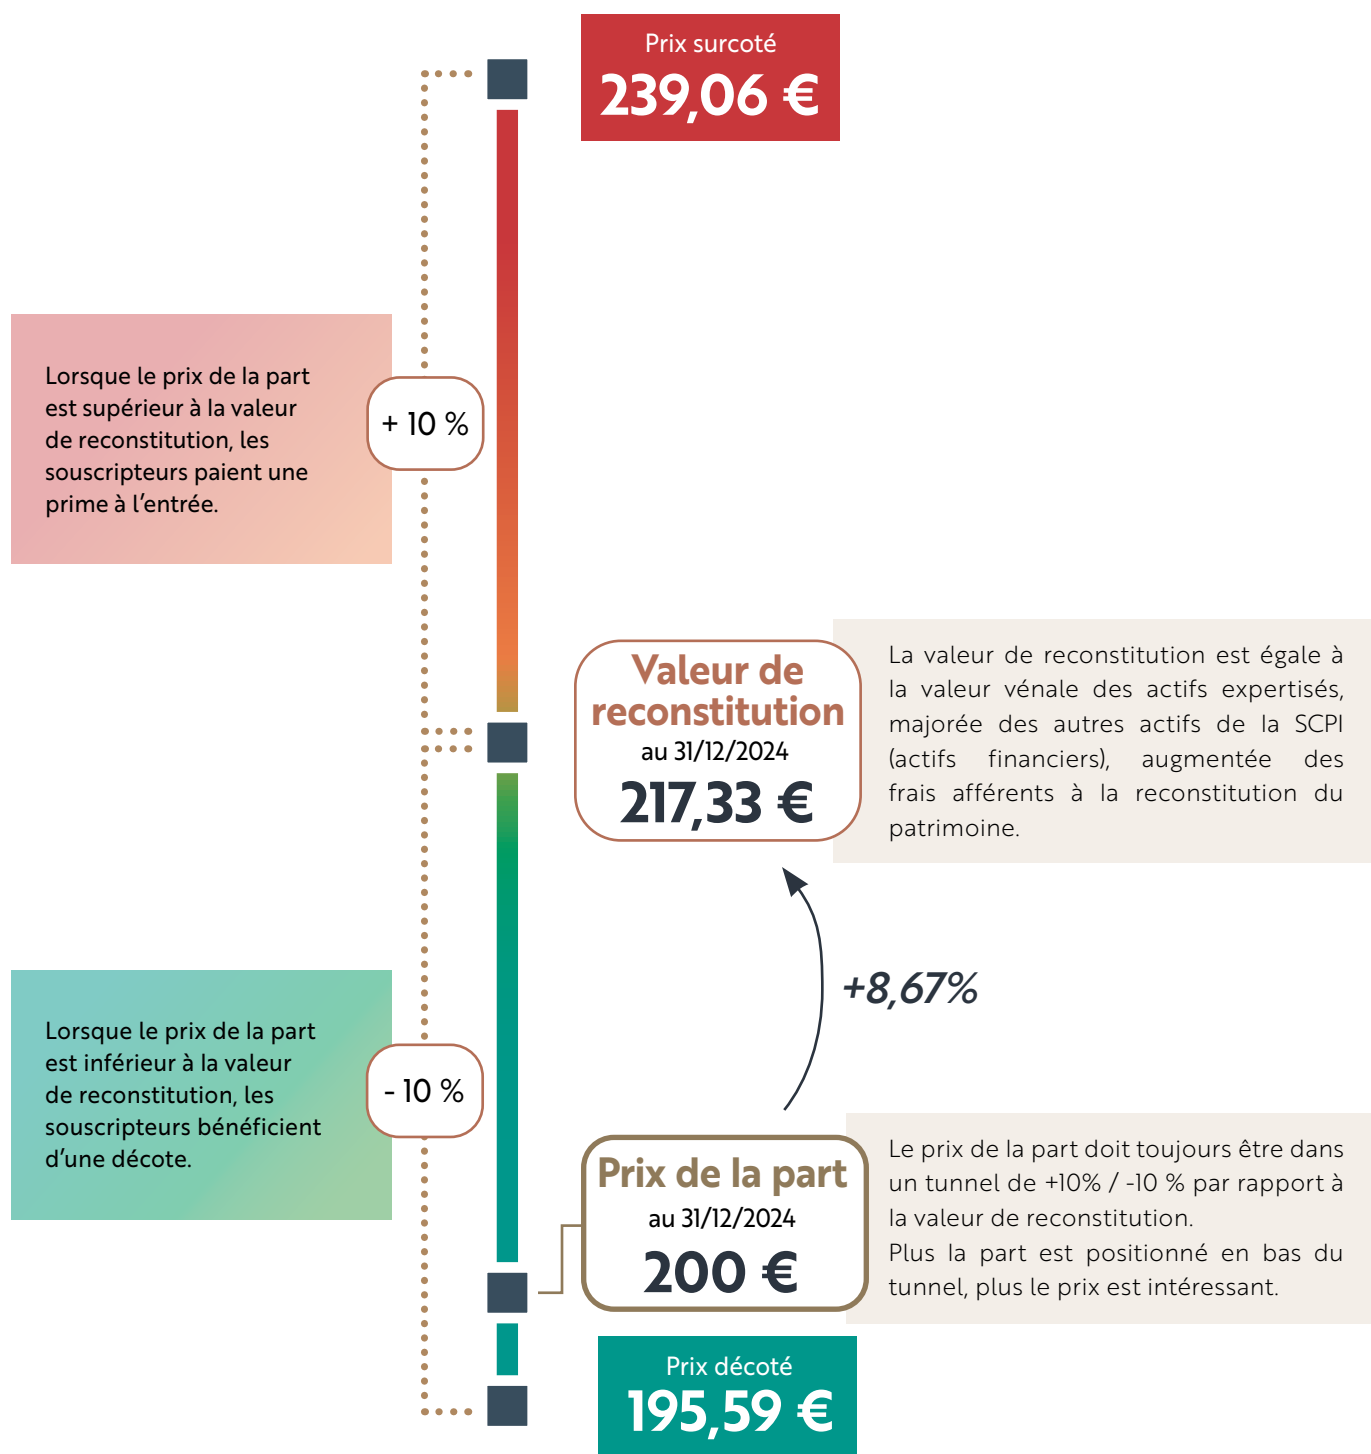 Prix surcoté
239,06 €
Lorsque le prix de la part
est supérieur à la valeur
de reconstitution, les
souscripteurs paient une
prime à l'entrée.
+ 10 %
Valeur de
reconstitution
au 31/12/2024
217,33 €
La valeur de reconstitution est égale à
la valeur vénale des actifs expertisés,
majorée des autres actifs de la SCPI
(actifs financiers), augmentée des
frais afférents à la reconstitution du
patrimoine.
+8,67%
Lorsque le prix de la part
est inférieur à la valeur
de reconstitution, les
souscripteurs bénéficient
d'une décote.
- 10 %
Prix de la part
au 31/12/2024
200 €
Le prix de la part doit toujours être dans
un tunnel de +10% / -10 % par rapport à
la valeur de reconstitution.
Plus la part est positionné en bas du
tunnel, plus le prix est intéressant.
Prix décoté
195,59 €